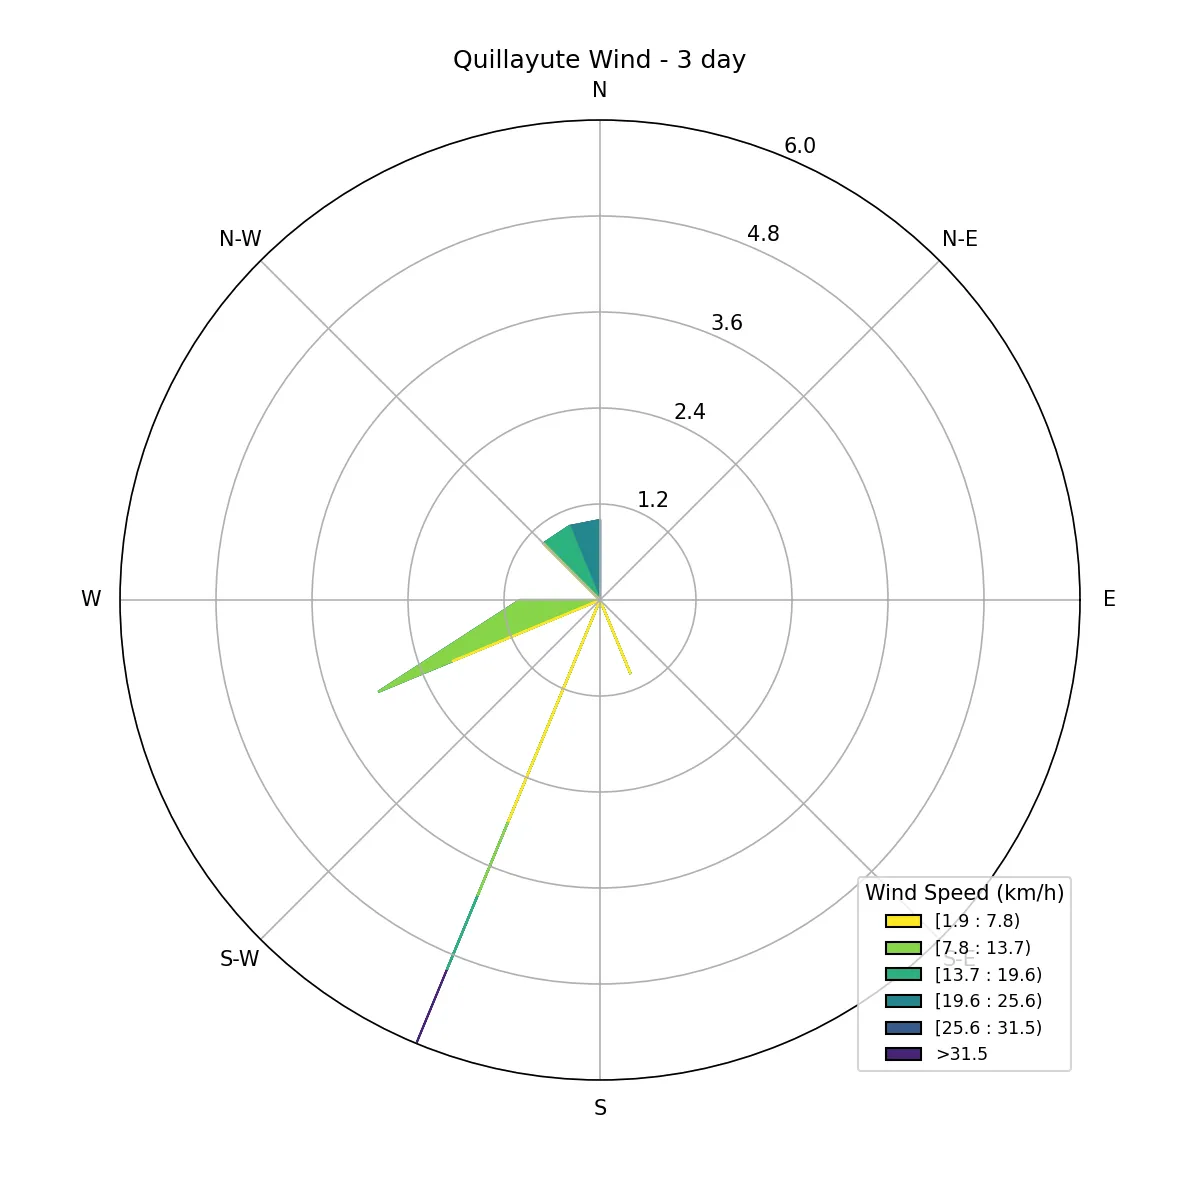 Quillayute Wind - 3 day
N
6.0
4.8
N-W
N-E
3.6
2.4
1.2
W
E
S-W
S-E
S
Wind Speed (km/h)
[1.9 : 7.8)
[7.8 : 13.7)
[13.7 : 19.6)
[19.6 : 25.6)
[25.6 : 31.5)
>31.5